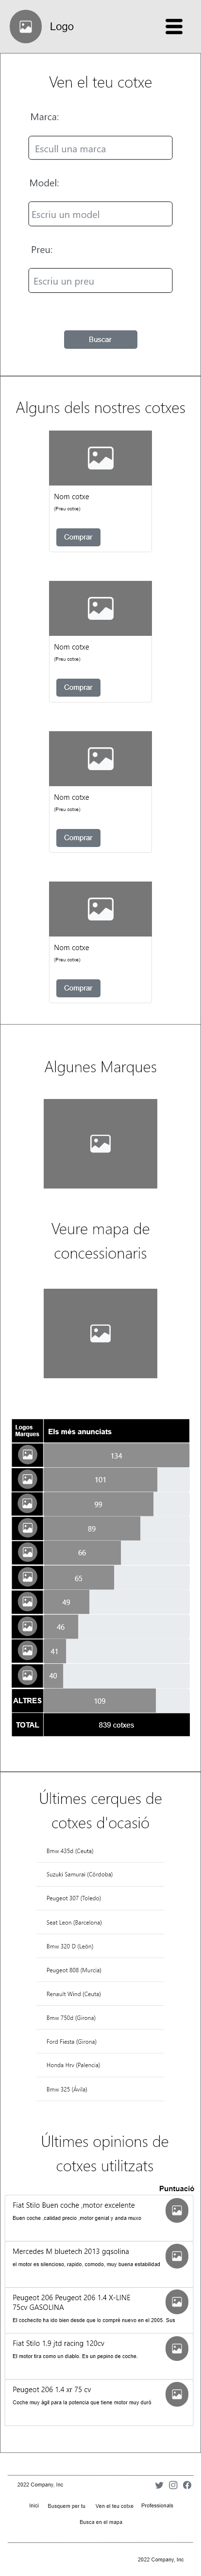 Logo
Ven el teu cotxe
Marca:
Escull una marca
Model:
Escriu un model
Preu:
Escriu un preu
Buscar
Alguns dels nostres cotxes
Nom cotxe
(Preu cotxe)
Comprar
Nom cotxe
(Preu cotxe)
Comprar
Nom cotxe
(Preu cotxe)
Comprar
Nom cotxe
(Preu cotxe)
Comprar
Algunes Marques
Veure mapa de
concessionaris
Logos
Marques
Els més anunciats
134
101
99
89
66
65
49
46
41
40
ALTRES 109
TOTAL 839 cotxes
Últimes cerques de
cotxes d'ocasió
Bmw 435d (Ceuta)
Suzuki Samurai (Córdoba)
Peugeot 307 (Toledo)
Seat Leon (Barcelona)
Bmw 320 D (León)
Peugeot 808 (Murcia)
Renault Wind (Ceuta)
Bmw 750d (Girona)
Ford Fiesta (Girona)
Honda Hrv (Palencia)
Bmw 325 (Ávila)
Últimes opinions de
cotxes utilitzats
Puntuació
Fiat Stilo Buen coche ,motor excelente
Buen coche ,calidad precio ,motor genial y anda muxo
Mercedes M bluetech 2013 gqsolina
el motor es silencioso, rapido, comodo, muy buena estabilidad
Peugeot 206 Peugeot 206 1.4 X-LINE
75cv GASOLINA
El cochecito ha ido bien desde que lo compré nuevo en el 2005. Sus
Fiat Stilo 1.9 jtd racing 120cv
El motor tira como un diablo. Es un pepino de coche.
Peugeot 206 1.4 xr 75 cv
Coche muy ágil para la potencia que tiene motor muy duró
2022 Company, Inc
Inici Busquem per tu Ven el teu cotxe Professionals
Busca en el mapa
2022 Company, Inc